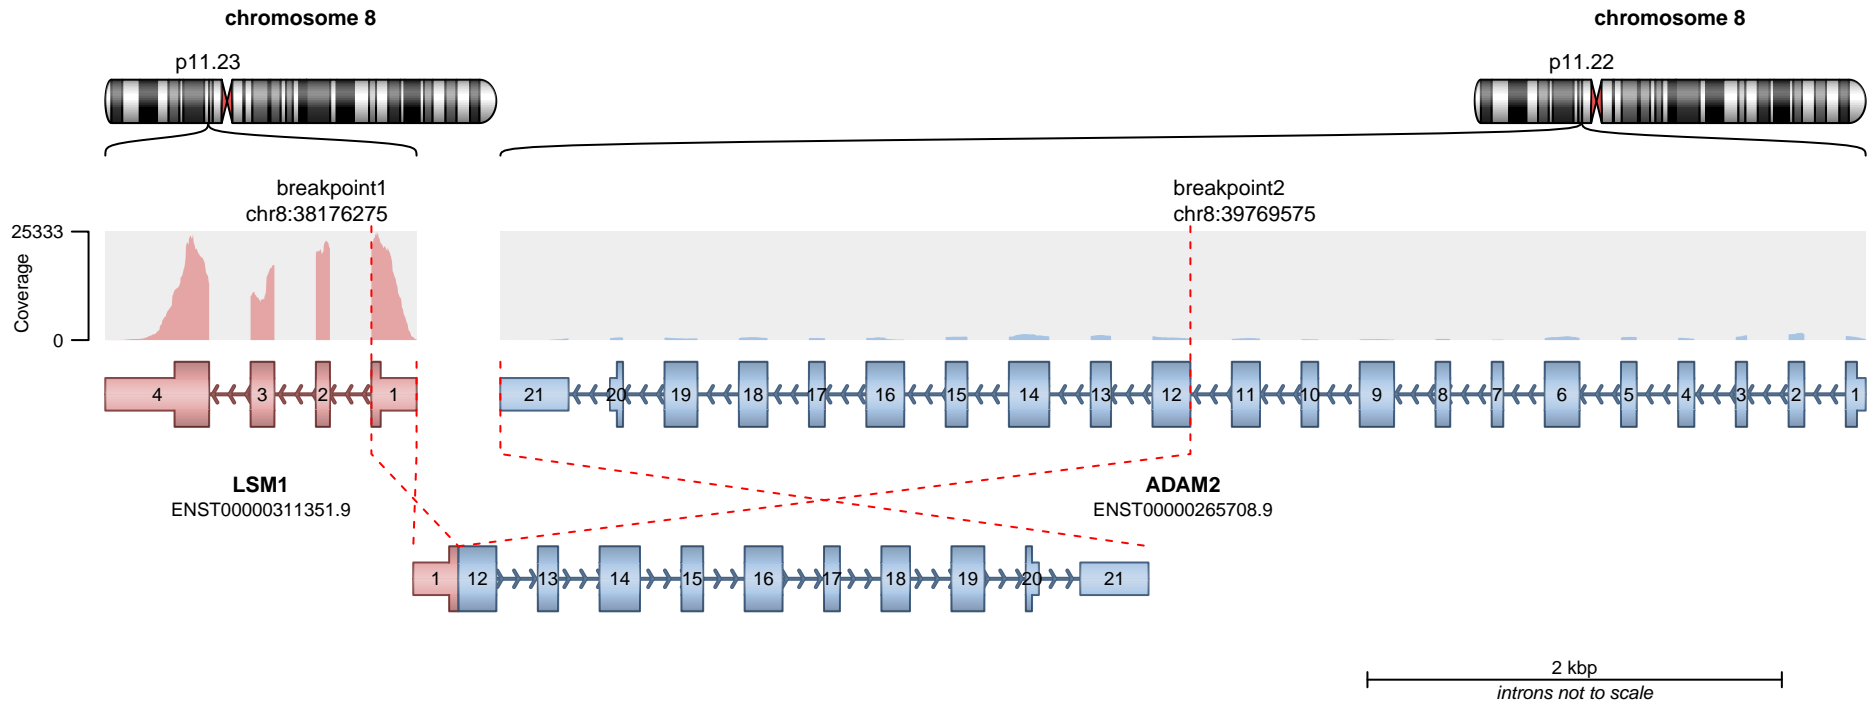 chromosome 8
chromosome 8
p11.23
p11.22
breakpoint1
chr8:38176275
breakpoint2
chr8:39769575
25333
0
Coverage
4 3 2 1
21 20 19 18 17 16 15 14 13 12 11 10 9 8 7 6 5 4 3 2 1
LSM1
ENST00000311351.9
ADAM2
ENST00000265708.9
1 12 13 14 15 16 17 18 19 20 21
2 kbp
introns not to scale